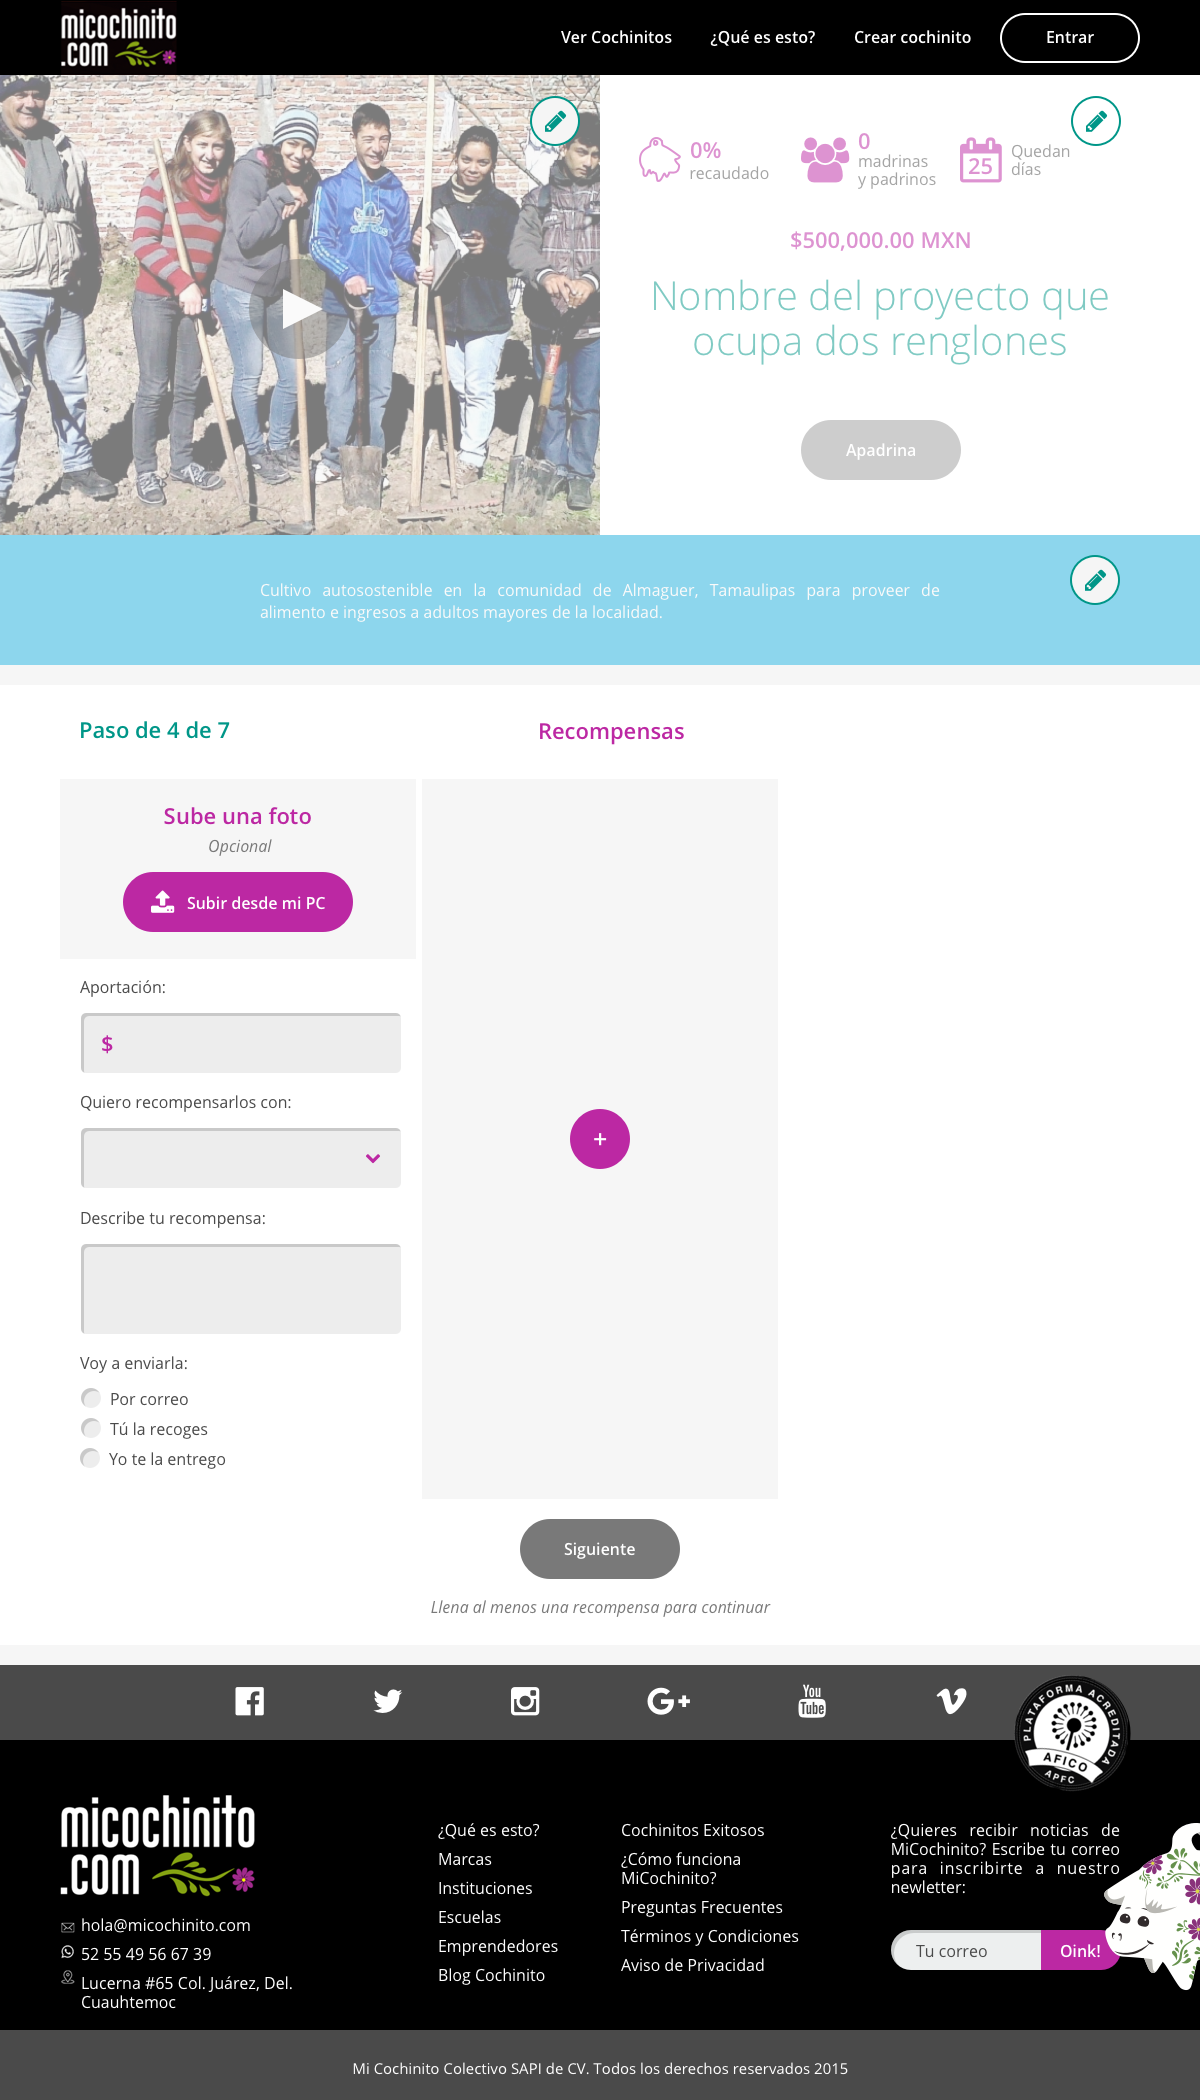 micochinito
.com
Ver Cochinitos
¿Qué es esto?
Crear cochinito
Entrar
0%
recaudado
0
madrinas
y padrinos
25
Quedan
días
$500,000.00 MXN
Nombre del proyecto que
ocupa dos renglones
Apadrina
Cultivo autosostenible en la comunidad de Almaguer, Tamaulipas para proveer de
alimento e ingresos a adultos mayores de la localidad.
Paso de 4 de 7
Recompensas
Sube una foto
Opcional
Subir desde mi PC
Aportación:
$
Quiero recompensarlos con:
+
Describe tu recompensa:
Voy a enviarla:
Por correo
Tú la recoges
Yo te la entrego
Siguiente
Llena al menos una recompensa para continuar
G+
You
Tube
PLATAFORMA ACREDITADA
AFICO
APFC
micochinito
.com
hola@micochinito.com
52 55 49 56 67 39
Lucerna #65 Col. Juárez, Del.
Cuauhtemoc
¿Qué es esto?
Marcas
Instituciones
Escuelas
Emprendedores
Blog Cochinito
Cochinitos Exitosos
¿Cómo funciona
MiCochinito?
Preguntas Frecuentes
Términos y Condiciones
Aviso de Privacidad
¿Quieres recibir noticias de
MiCochinito? Escribe tu correo
para inscribirte a nuestro
newletter:
Tu correo
Oink!
Mi Cochinito Colectivo SAPI de CV. Todos los derechos reservados 2015